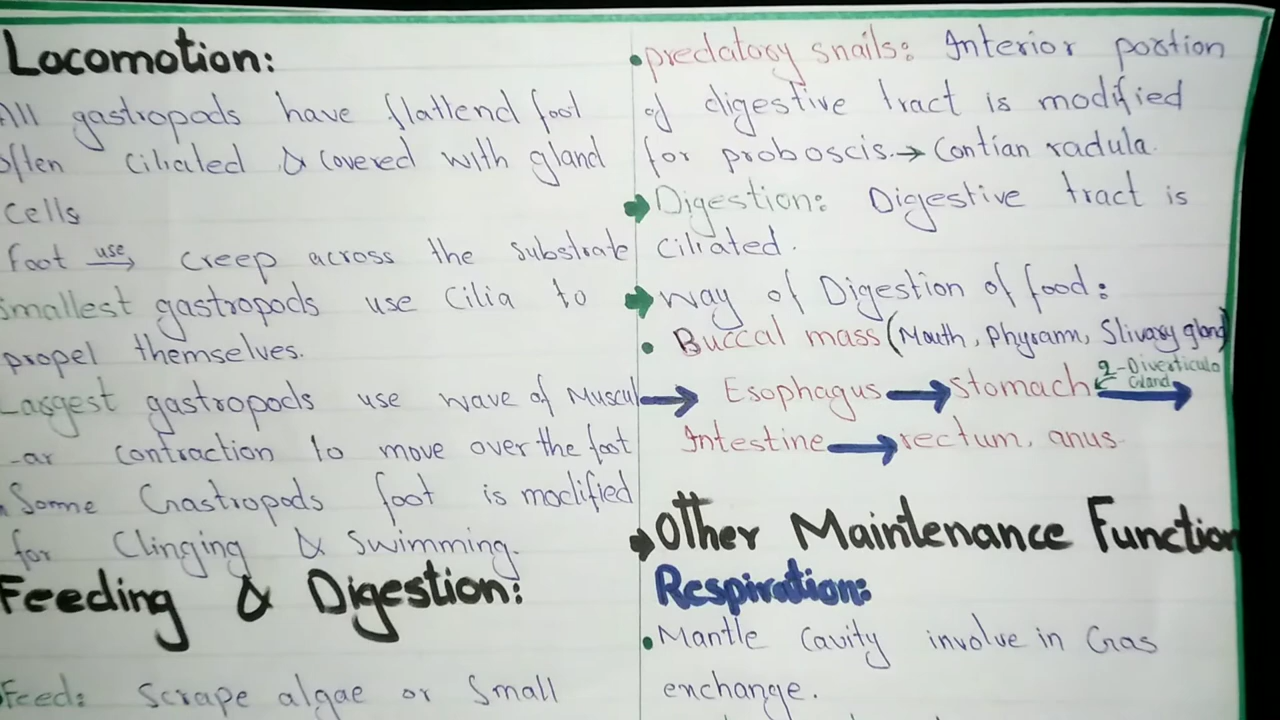 Locomotion:
All gastropods have flattend foot
often ciliated & covered with gland
cells
foot use→ creep across the substrate
smallest gastropods use cilia to
propel themselves.
Largest gastropods use wave of Muscul
-ar contraction to move over the foot
Some Gastropods foot is modified
for Clinging & Swimming.
Feeding & Digestion:
Feed: Scrape algae or Small
• predatory snails: Anterior portion
of digestive tract is modified
for proboscis. → Contian radula.
→ Digestion: Digestive tract is
ciliated.
→ way of Digestion of food:
• Buccal mass (Mouth, Phyranm, Slivary gland)
→ Esophagus → Stomach 2-Diverticula Gland →
Intestine → rectum, anus
→ Other Maintenance Function
Respiration:
• Mantle Cavity involve in Gas
exchange.